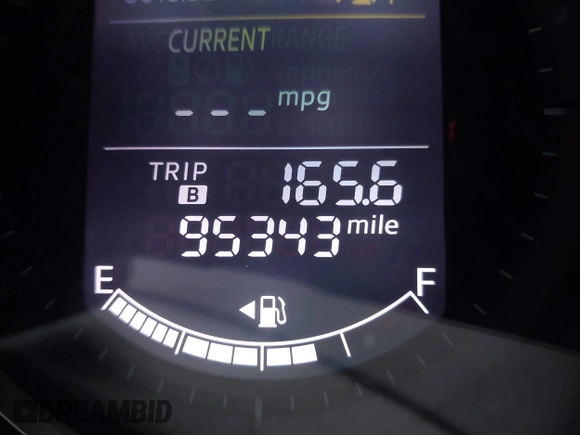 CURRENT
--- mpg
TRIP B 165.6
95343 mile
E F
DREAMBID